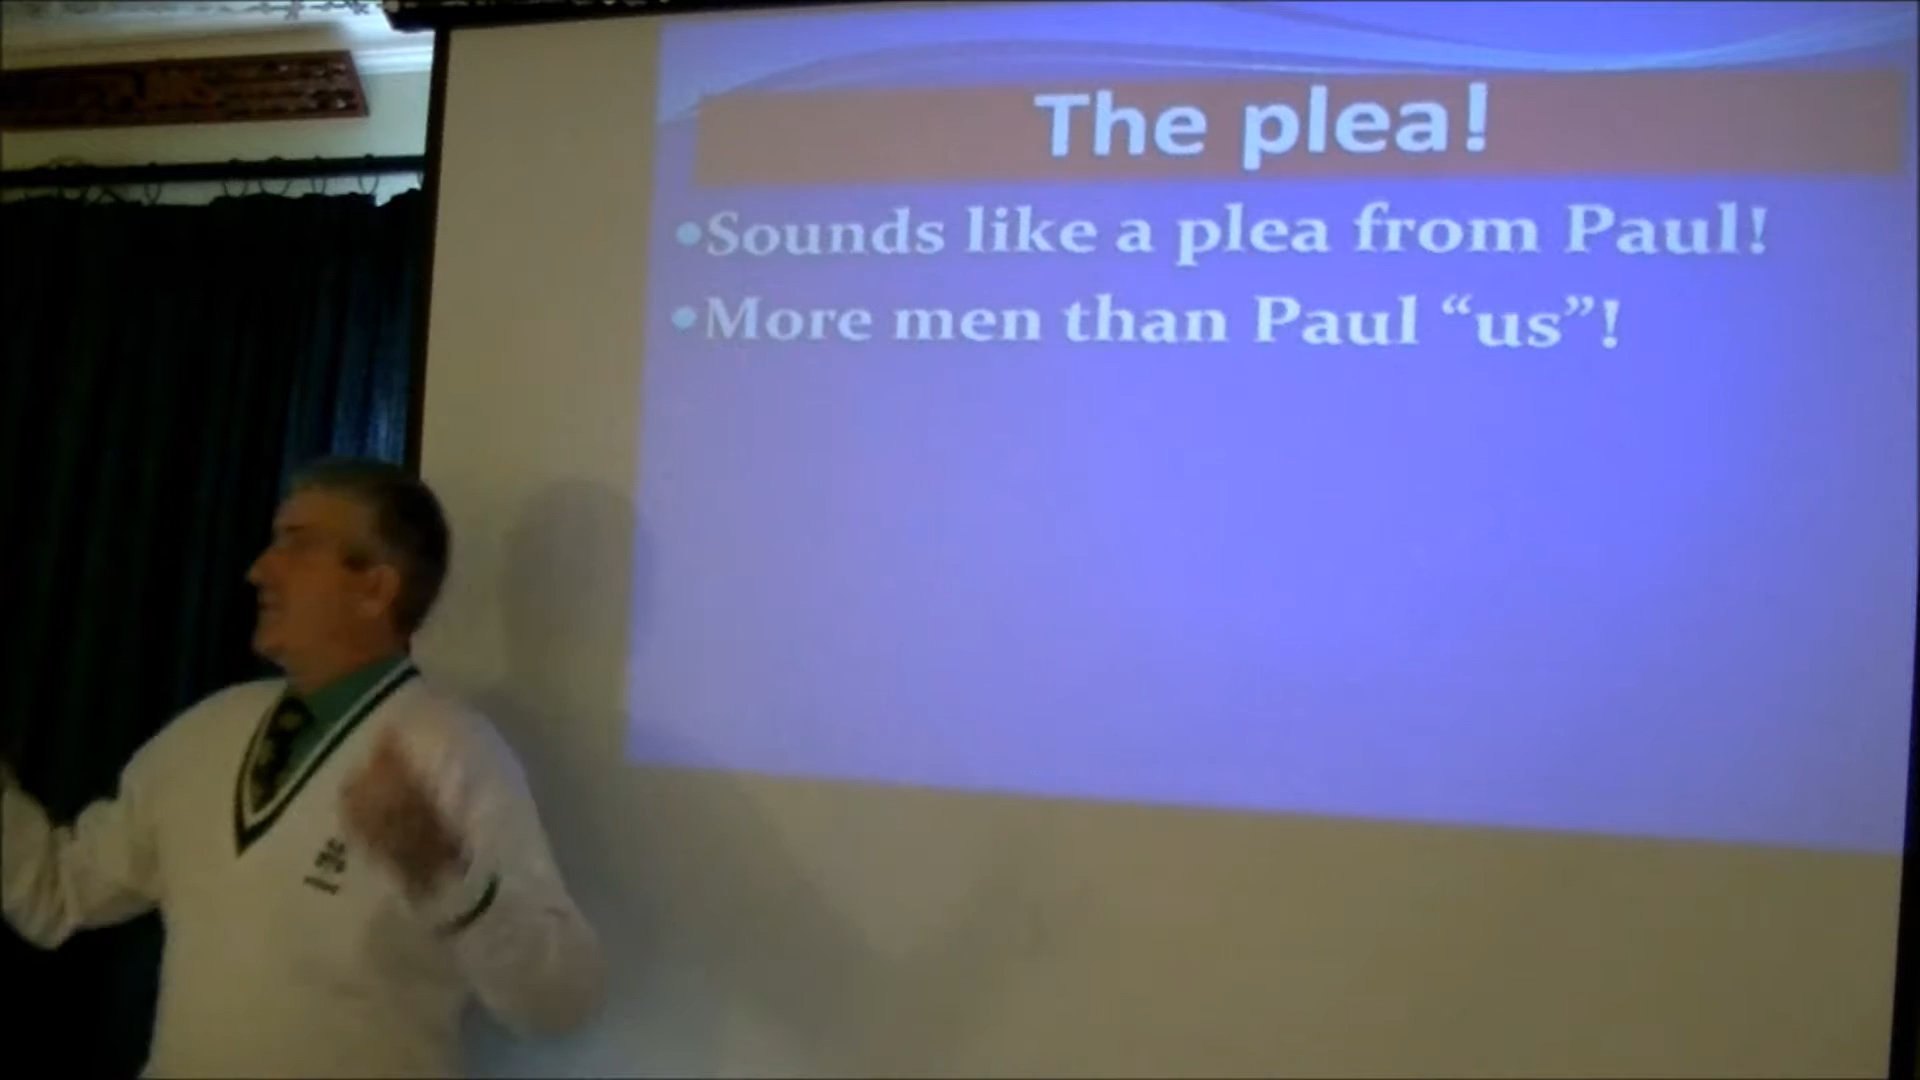 The plea!
•Sounds like a plea from Paul!
•More men than Paul “us”!